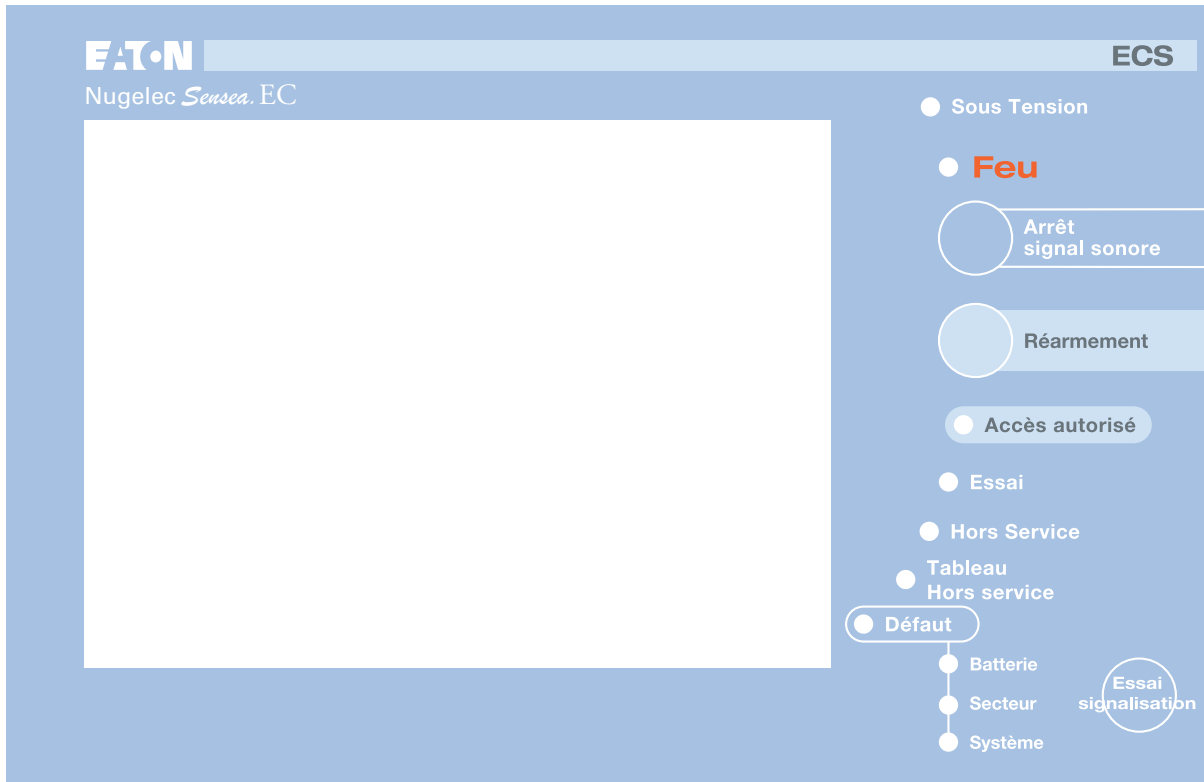 EATON
ECS
Nugelec Sensea. EC
Sous Tension
Feu
Arrêt
signal sonore
Réarmement
Accès autorisé
Essai
Hors Service
Tableau
Hors service
Défaut
Batterie
Secteur
Système
Essai
signalisation